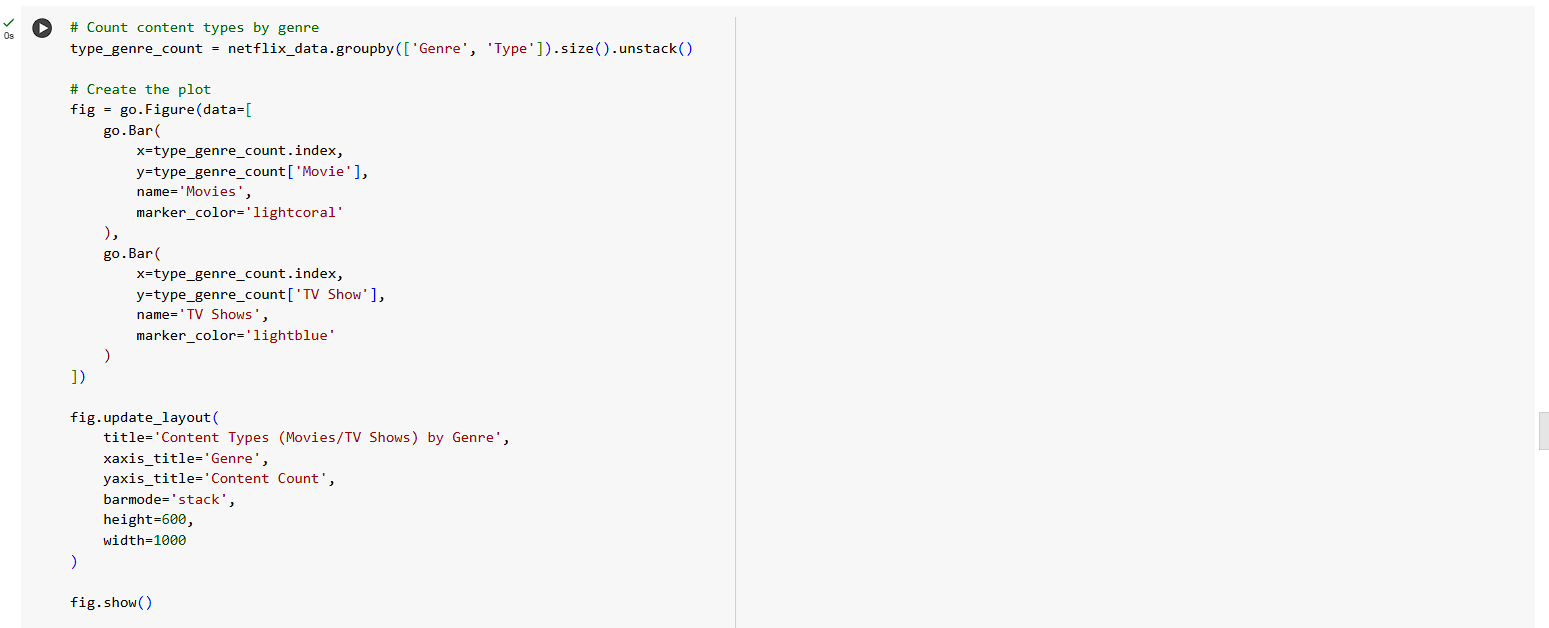 # Count content types by genre
type_genre_count = netflix_data.groupby(['Genre', 'Type']).size().unstack()
# Create the plot
fig = go.Figure(data=[
    go.Bar(
        x=type_genre_count.index,
        y=type_genre_count['Movie'],
        name='Movies',
        marker_color='lightcoral'
    ),
    go.Bar(
        x=type_genre_count.index,
        y=type_genre_count['TV Show'],
        name='TV Shows',
        marker_color='lightblue'
    )
])
fig.update_layout(
    title='Content Types (Movies/TV Shows) by Genre',
    xaxis_title='Genre',
    yaxis_title='Content Count',
    barmode='stack',
    height=600,
    width=1000
)
fig.show()
0s